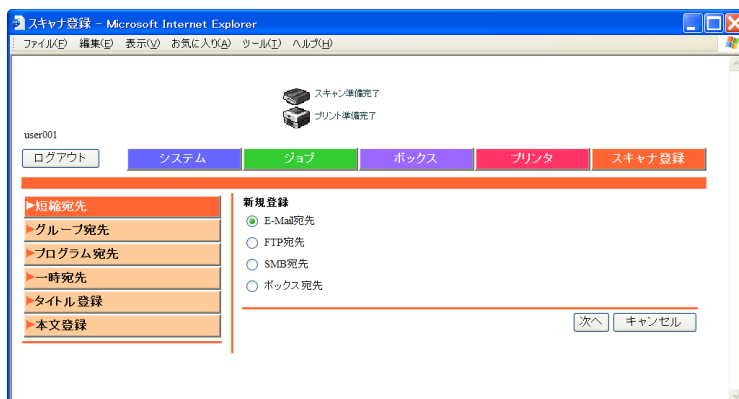 スキャナ登録 - Microsoft Internet Explorer
ファイル(F) 編集(E) 表示(V) お気に入り(A) ツール(T) ヘルプ(H)
スキャン準備完了
プリント準備完了
user001
ログアウト システム ジョブ ボックス プリンタ スキャナ登録
短縮宛先
グループ宛先
プログラム宛先
一時宛先
タイトル登録
本文登録
新規登録
E-Mail宛先
FTP宛先
SMB宛先
ボックス宛先
次へ キャンセル